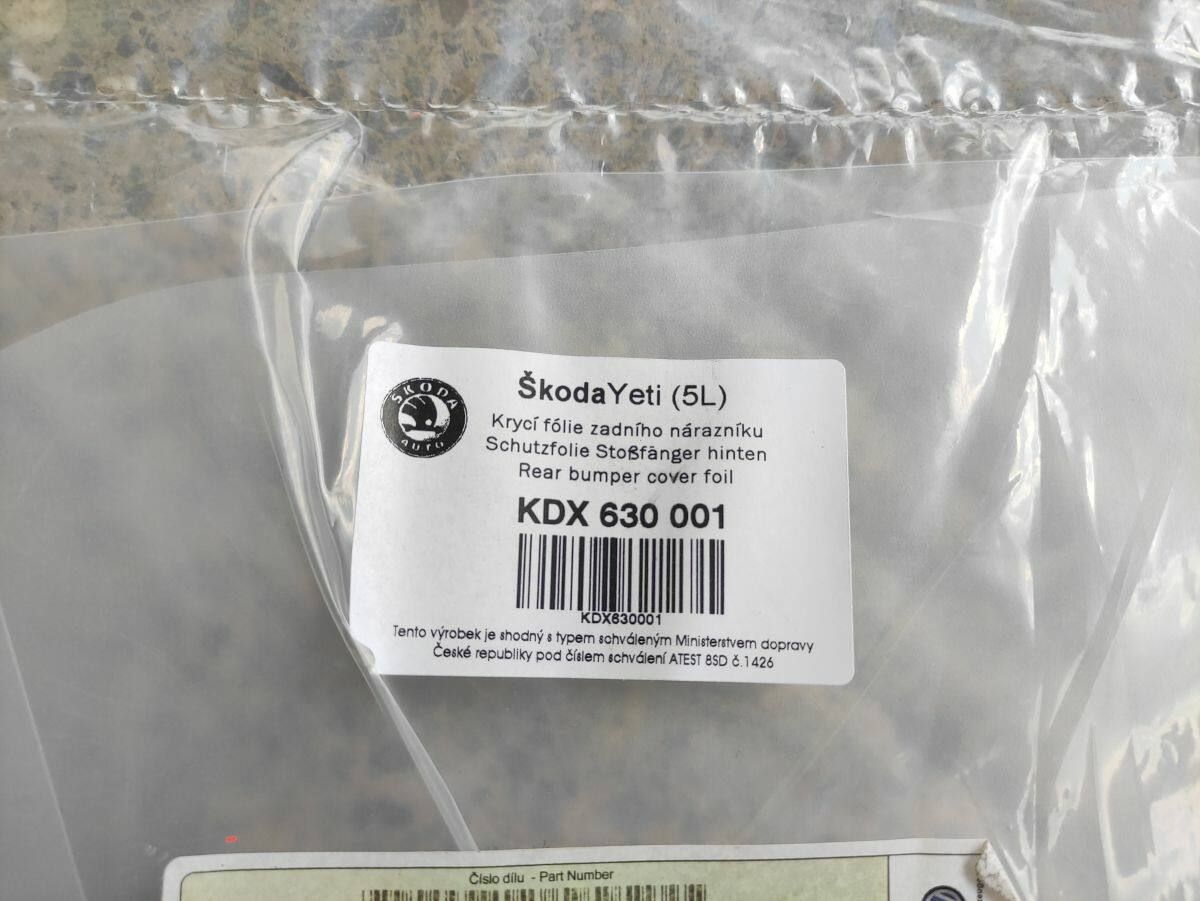 ŠkodaYeti (5L)
ŠKODA
AUTO
Krycí fólie zadního nárazníku
Schutzfolie Stoßfänger hinten
Rear bumper cover foil
KDX 630 001
KDX630001
Tento výrobek je shodný s typem schváleným Ministerstvem dopravy
České republiky pod číslem schválení ATEST 8SD č.1426
Číslo dílu - Part Number